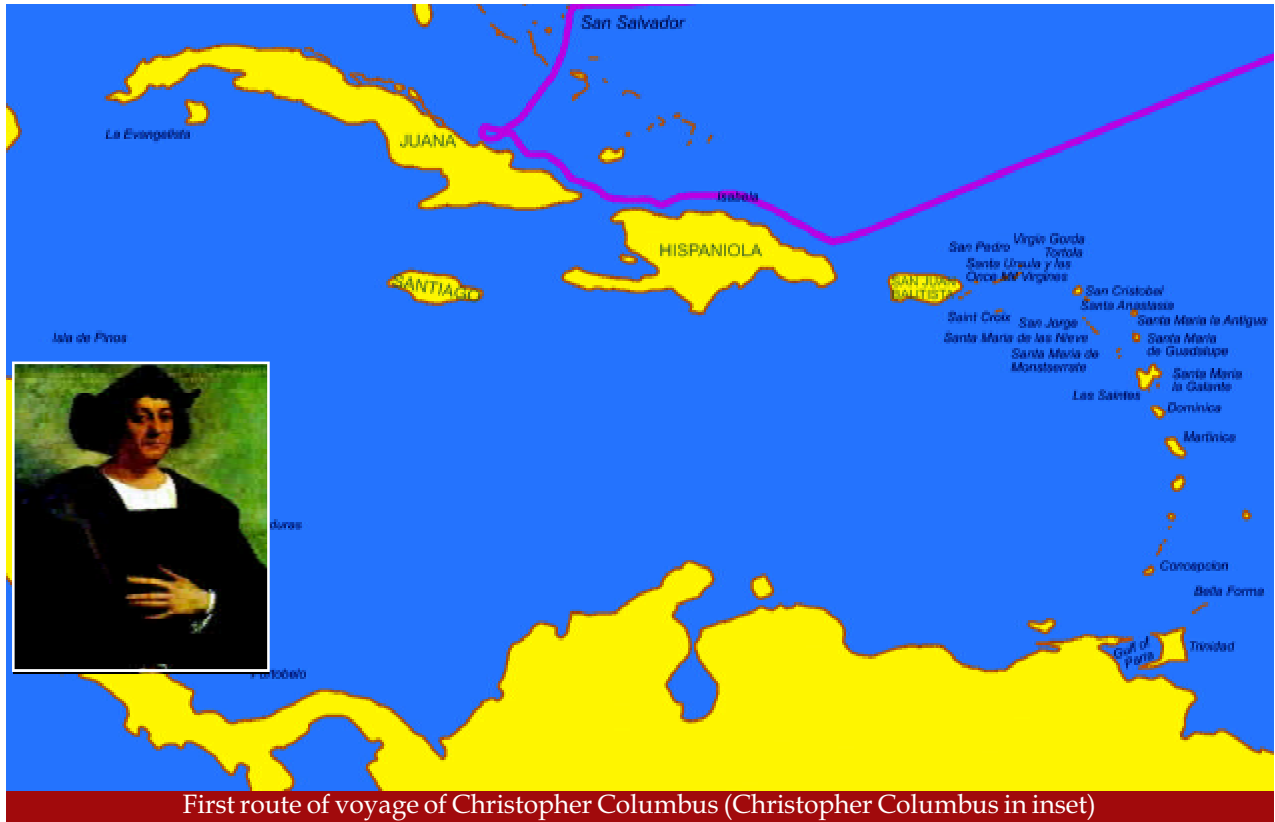 San Salvador
La Evangelista
JUANA
Isabela
HISPANIOLA
San Pedro
Virgin Gorda
Tortola
Santa Ursula y las
Once Mil Virgines
SANTIAGO
SAN JUAN
BAUTISTA
San Cristobel
Santa Anastasia
Saint Croix
San Jorge
Santa Maria la Antigua
Isla de Pinos
Santa Maria de las Nieve
Santa Maria
de Guadalupe
Santa Maria de
Monstserrate
Santa Maria
la Galante
Las Saintes
Dominica
Martinica
duras
Concepcion
Bella Forma
Gulf of
Paria
Trinidad
Portobelo
First route of voyage of Christopher Columbus (Christopher Columbus in inset)